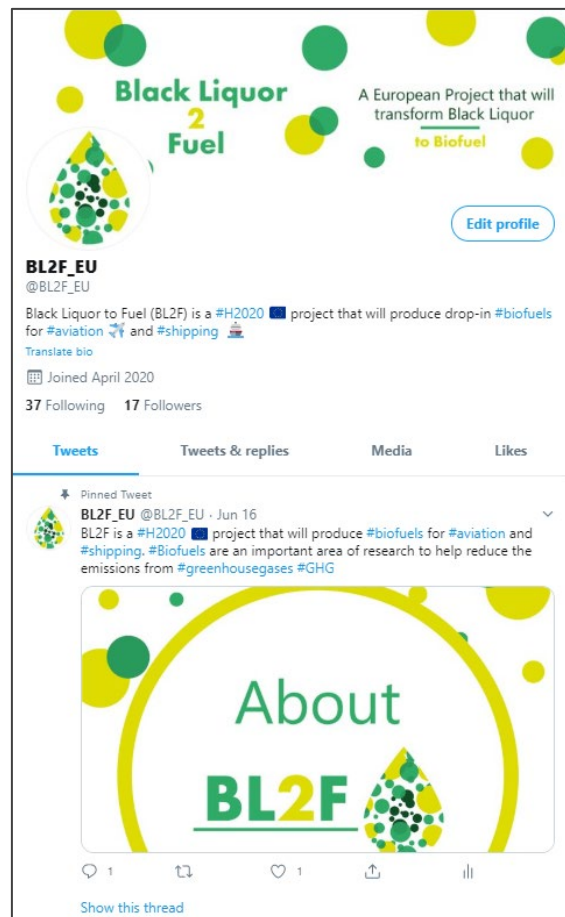 Black Liquor
2
Fuel
A European Project that will
transform Black Liquor
to Biofuel
Edit profile
BL2F_EU
@BL2F_EU
Black Liquor to Fuel (BL2F) is a #H2020 🇪🇺 project that will produce drop-in #biofuels
for #aviation ✈️ and #shipping 🚢
Translate bio
Joined April 2020
37 Following 17 Followers
Tweets Tweets & replies Media Likes
Pinned Tweet
BL2F_EU @BL2F_EU · Jun 16
BL2F is a #H2020 🇪🇺 project that will produce #biofuels for #aviation and
#shipping. #Biofuels are an important area of research to help reduce the
emissions from #greenhousegases #GHG
About
BL2F
1 1
Show this thread